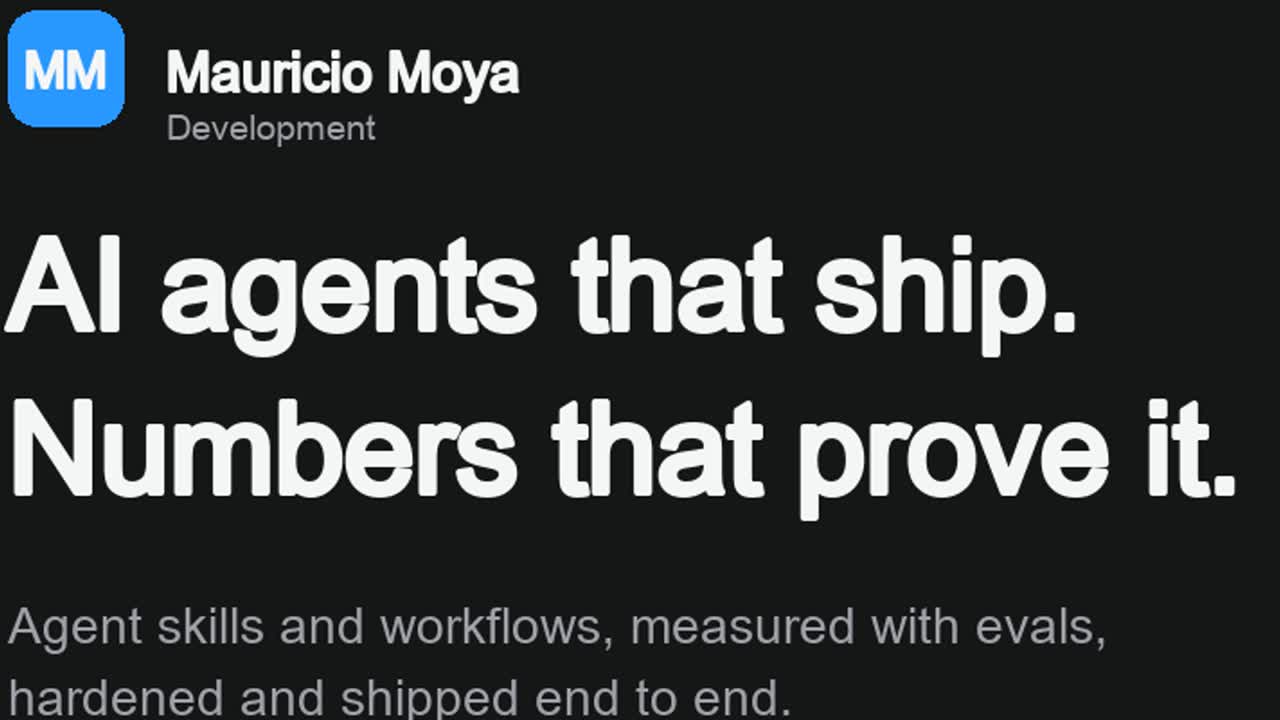 MM
Mauricio Moya
Development
AI agents that ship.
Numbers that prove it.
Agent skills and workflows, measured with evals,
hardened and shipped end to end.